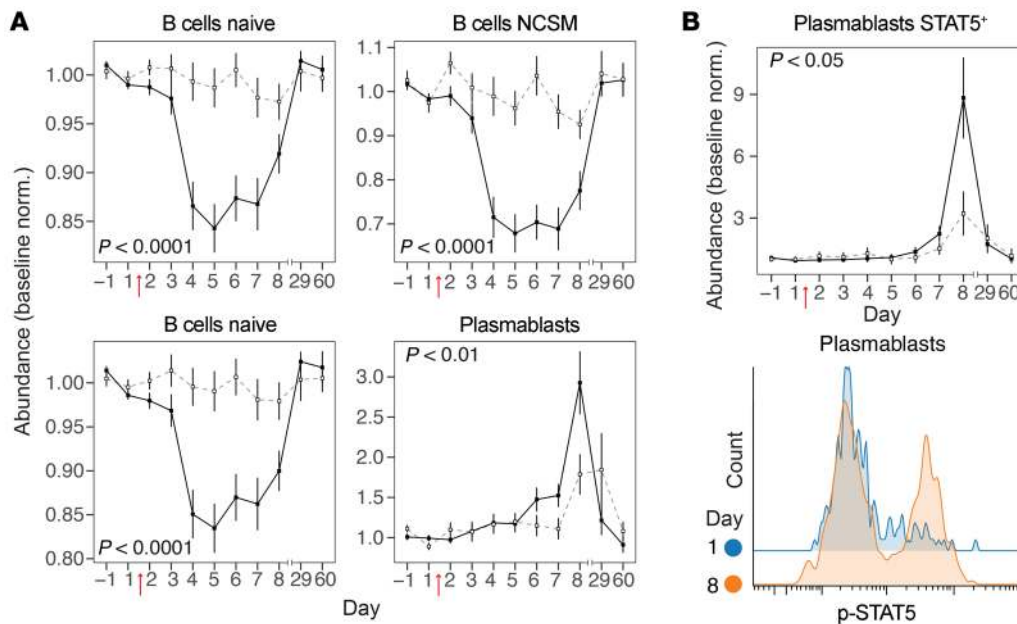 A
B cells naive
1.00
0.95
0.90
0.85
P < 0.0001
−1 1 2 3 4 5 6 7 8 29 60
B cells NCSM
1.1
1.0
0.9
0.8
0.7
P < 0.0001
−1 1 2 3 4 5 6 7 8 29 60
B cells naive
1.00
0.95
0.90
0.85
0.80
P < 0.0001
−1 1 2 3 4 5 6 7 8 29 60
Plasmablasts
P < 0.01
3.0
2.5
2.0
1.5
1.0
−1 1 2 3 4 5 6 7 8 29 60
Abundance (baseline norm.)
Day
B
Plasmablasts STAT5⁺
P < 0.05
9
6
3
Abundance (baseline norm.)
−1 1 2 3 4 5 6 7 8 29 60
Day
Plasmablasts
Count
Day
1
8
p-STAT5